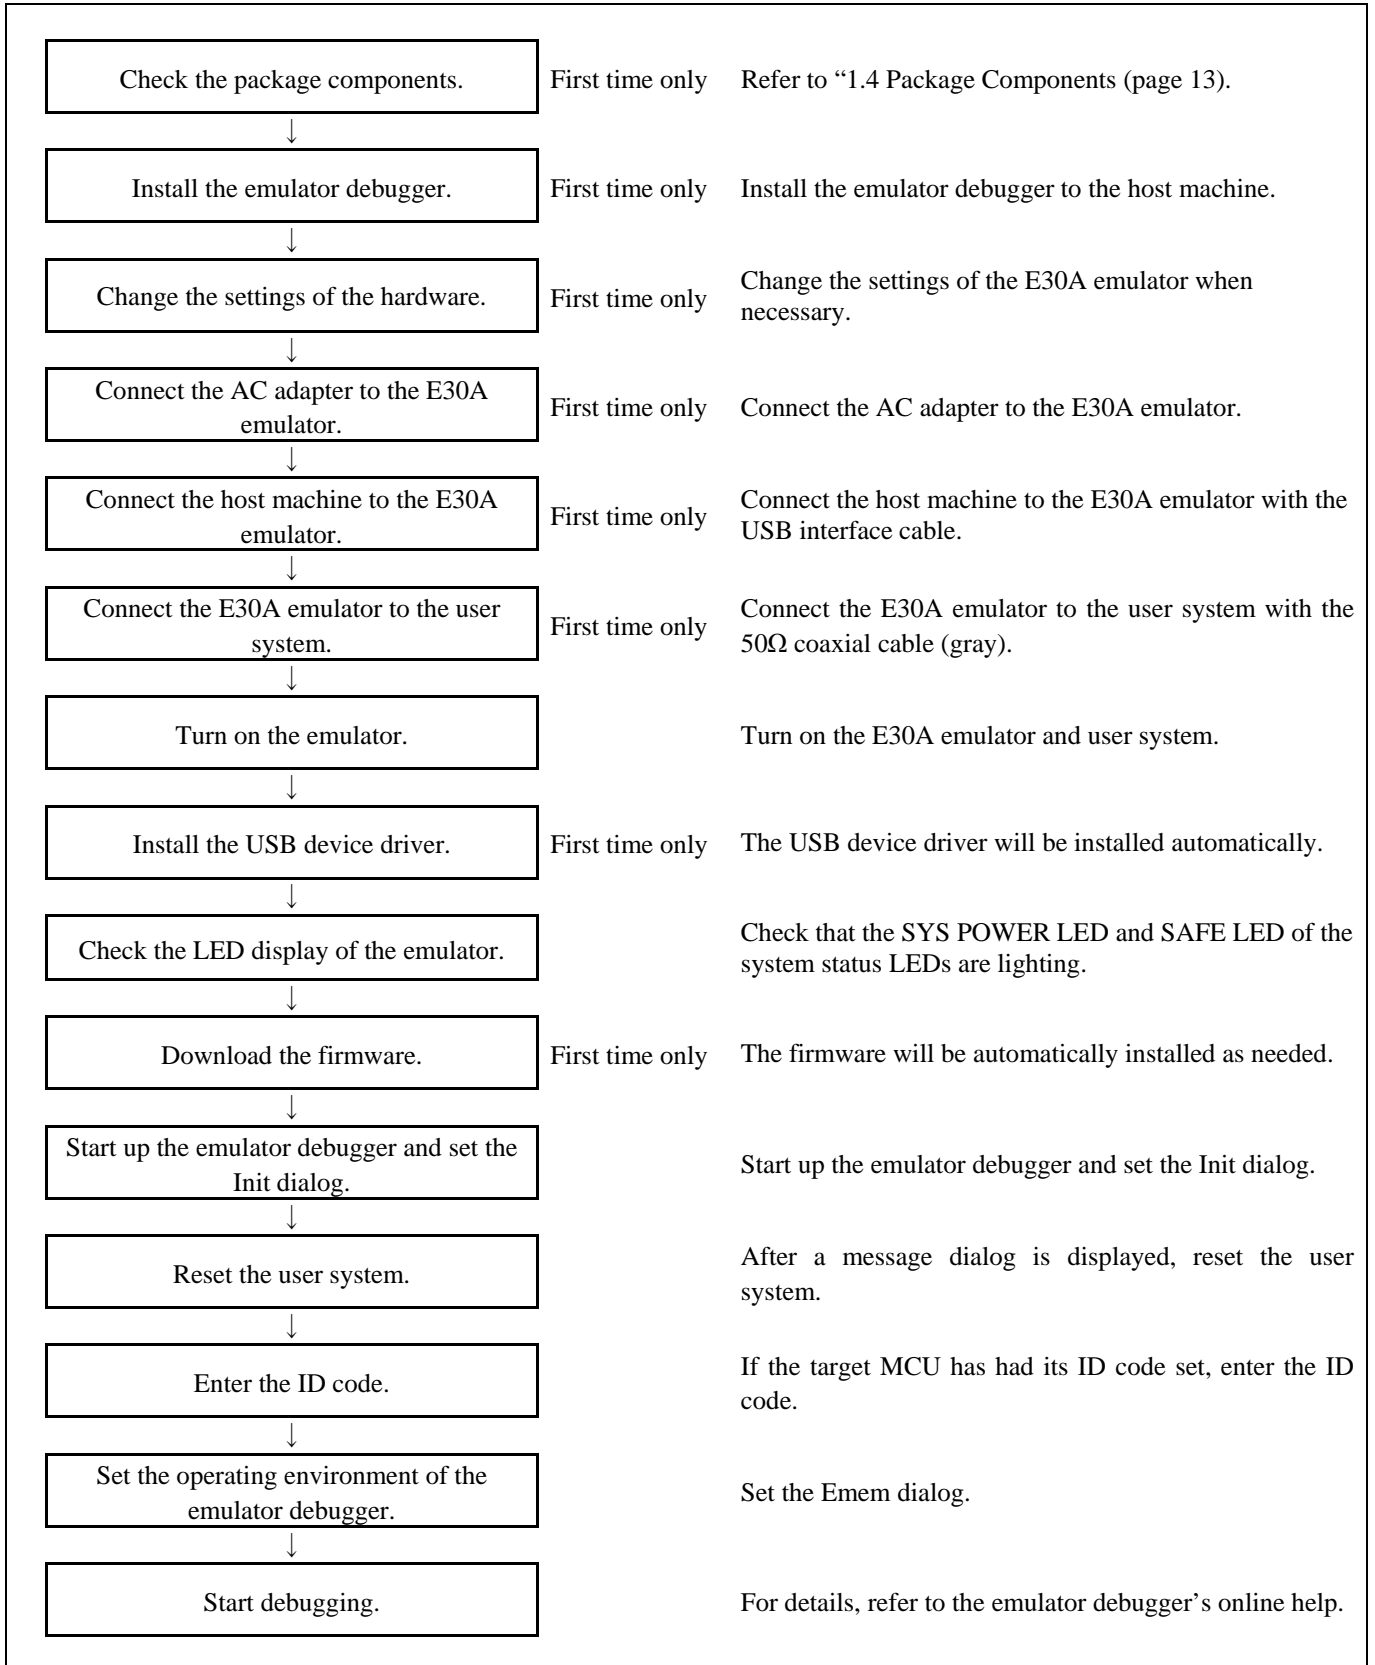 Check the package components. First time only Refer to “1.4 Package Components (page 13).
↓
Install the emulator debugger. First time only Install the emulator debugger to the host machine.
↓
Change the settings of the hardware. First time only Change the settings of the E30A emulator when
necessary.
↓
Connect the AC adapter to the E30A
emulator. First time only Connect the AC adapter to the E30A emulator.
↓
Connect the host machine to the E30A
emulator. First time only Connect the host machine to the E30A emulator with the
USB interface cable.
↓
Connect the E30A emulator to the user
system. First time only Connect the E30A emulator to the user system with the
50Ω coaxial cable (gray).
↓
Turn on the emulator. Turn on the E30A emulator and user system.
↓
Install the USB device driver. First time only The USB device driver will be installed automatically.
↓
Check the LED display of the emulator. Check that the SYS POWER LED and SAFE LED of the
system status LEDs are lighting.
↓
Download the firmware. First time only The firmware will be automatically installed as needed.
↓
Start up the emulator debugger and set the
Init dialog. Start up the emulator debugger and set the Init dialog.
↓
Reset the user system. After a message dialog is displayed, reset the user
system.
↓
Enter the ID code. If the target MCU has had its ID code set, enter the ID
code.
↓
Set the operating environment of the
emulator debugger. Set the Emem dialog.
↓
Start debugging. For details, refer to the emulator debugger’s online help.